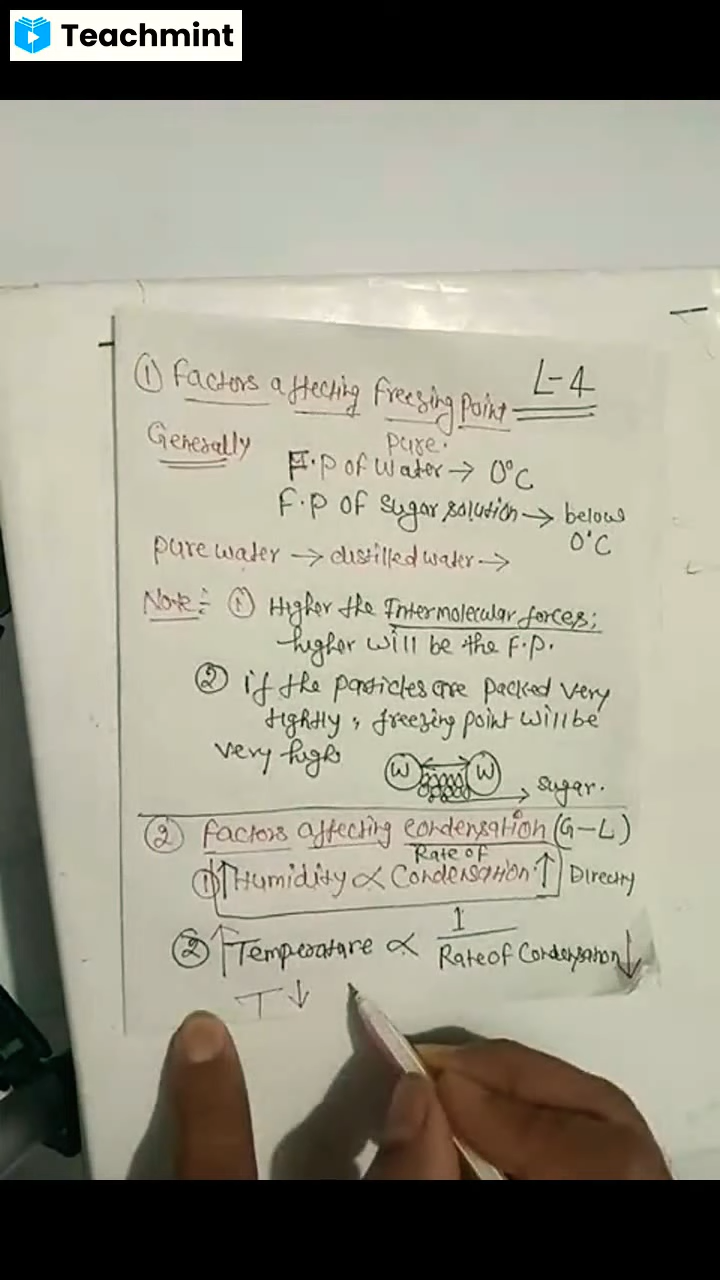 Teachmint
① Factors affecting freezing Point L-4
Generally
pure.
F.P of Water → 0°C
F.P OF Sugar solution → below 0°C
pure water → distilled water →
Note:- ① Higher the Intermolecular forces;
higher will be the F.P.
② if the particles are packed very
tightly, freezing point will be
very high
W W
sugar.
② factors affecting condensation (G-L)
Rate of
① ↑ Humidity ∝ Condensation ↑ Directly
② ↑ Temperature ∝ 1/Rate of Condensation ↓
T ↓